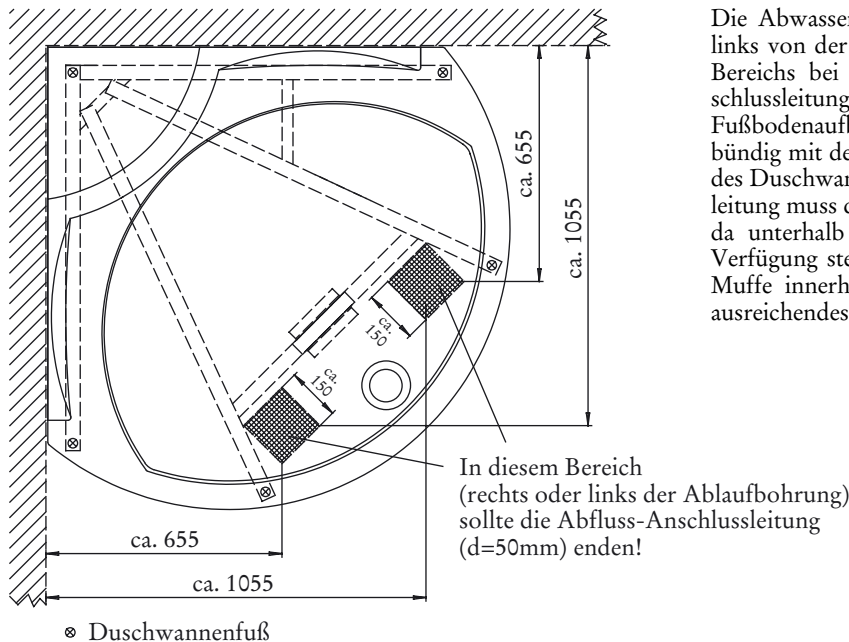 Die Abwasser
links von der
Bereichs bei
schlussleitung
Fußbodenaufb
bündig mit de
des Duschwan
leitung muss d
da unterhalb
Verfügung ste
Muffe innerh
ausreichendes
ca. 655
ca. 1055
ca.
150
ca.
150
In diesem Bereich
(rechts oder links der Ablaufbohrung)
sollte die Abfluss-Anschlussleitung
(d=50mm) enden!
ca. 655
ca. 1055
Duschwannenfuß